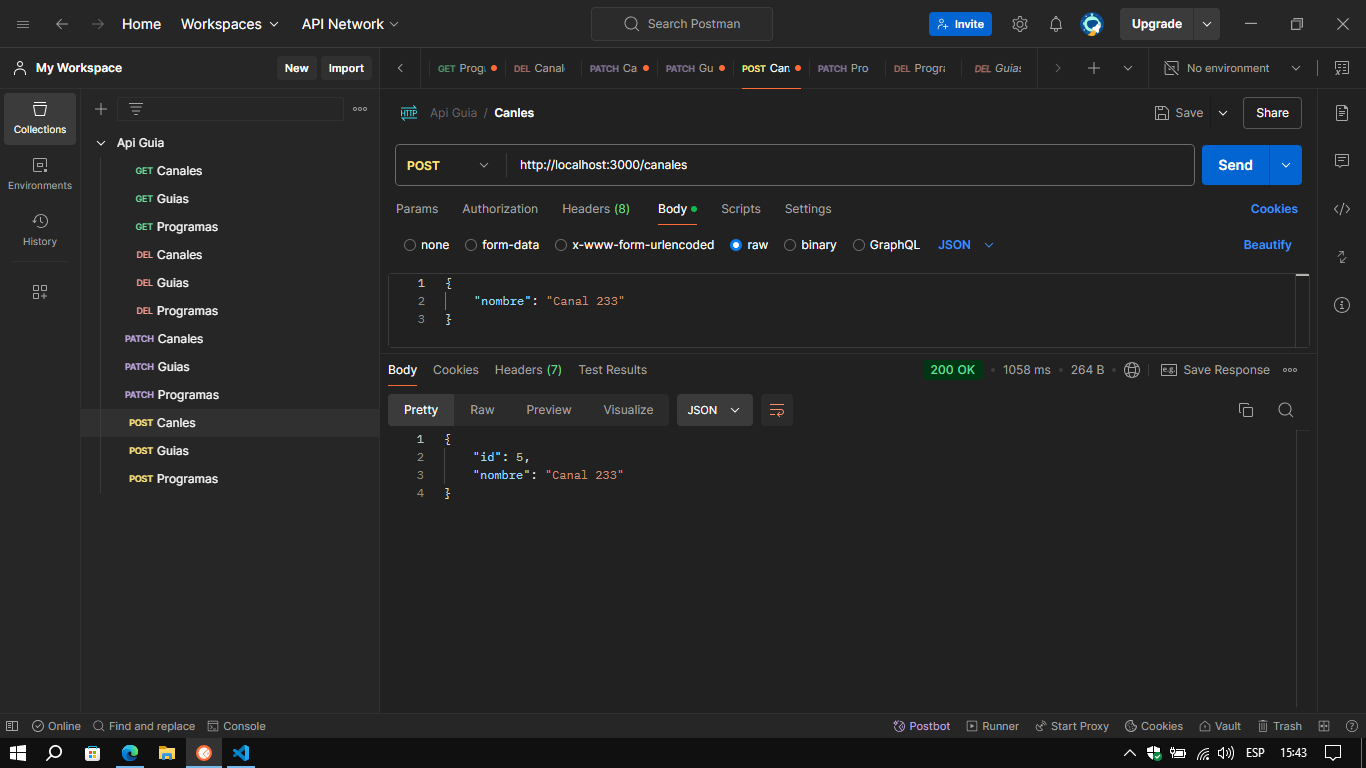 Home Workspaces API Network Search Postman Invite Upgrade
My Workspace New Import
GET Progr DEL Canale PATCH Ca PATCH Gu POST Can PATCH Pro DEL Progra DEL Guias No environment
Collections
Environments
History
Api Guia
GET Canales
GET Guias
GET Programas
DEL Canales
DEL Guias
DEL Programas
PATCH Canales
PATCH Guias
PATCH Programas
POST Canles
POST Guias
POST Programas
HTTP Api Guia / Canles Save Share
POST http://localhost:3000/canales Send
Params Authorization Headers (8) Body Scripts Settings Cookies
none form-data x-www-form-urlencoded raw binary GraphQL JSON Beautify
1 {
2 "nombre": "Canal 233"
3 }
Body Cookies Headers (7) Test Results 200 OK 1058 ms 264 B e.g. Save Response
Pretty Raw Preview Visualize JSON
1 {
2 "id": 5,
3 "nombre": "Canal 233"
4 }
Online Find and replace Console Postbot Runner Start Proxy Cookies Vault Trash
ESP 15:43